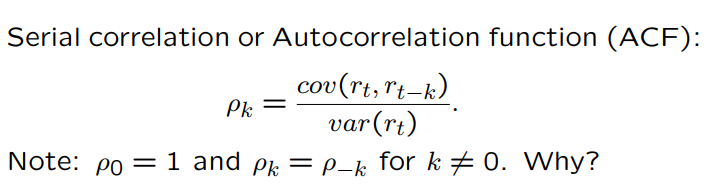 Serial correlation or Autocorrelation function (ACF):
ρₖ = cov(rₜ, rₜ₋ₖ) / var(rₜ).
Note: ρ₀ = 1 and ρₖ = ρ₋ₖ for k ≠ 0. Why?